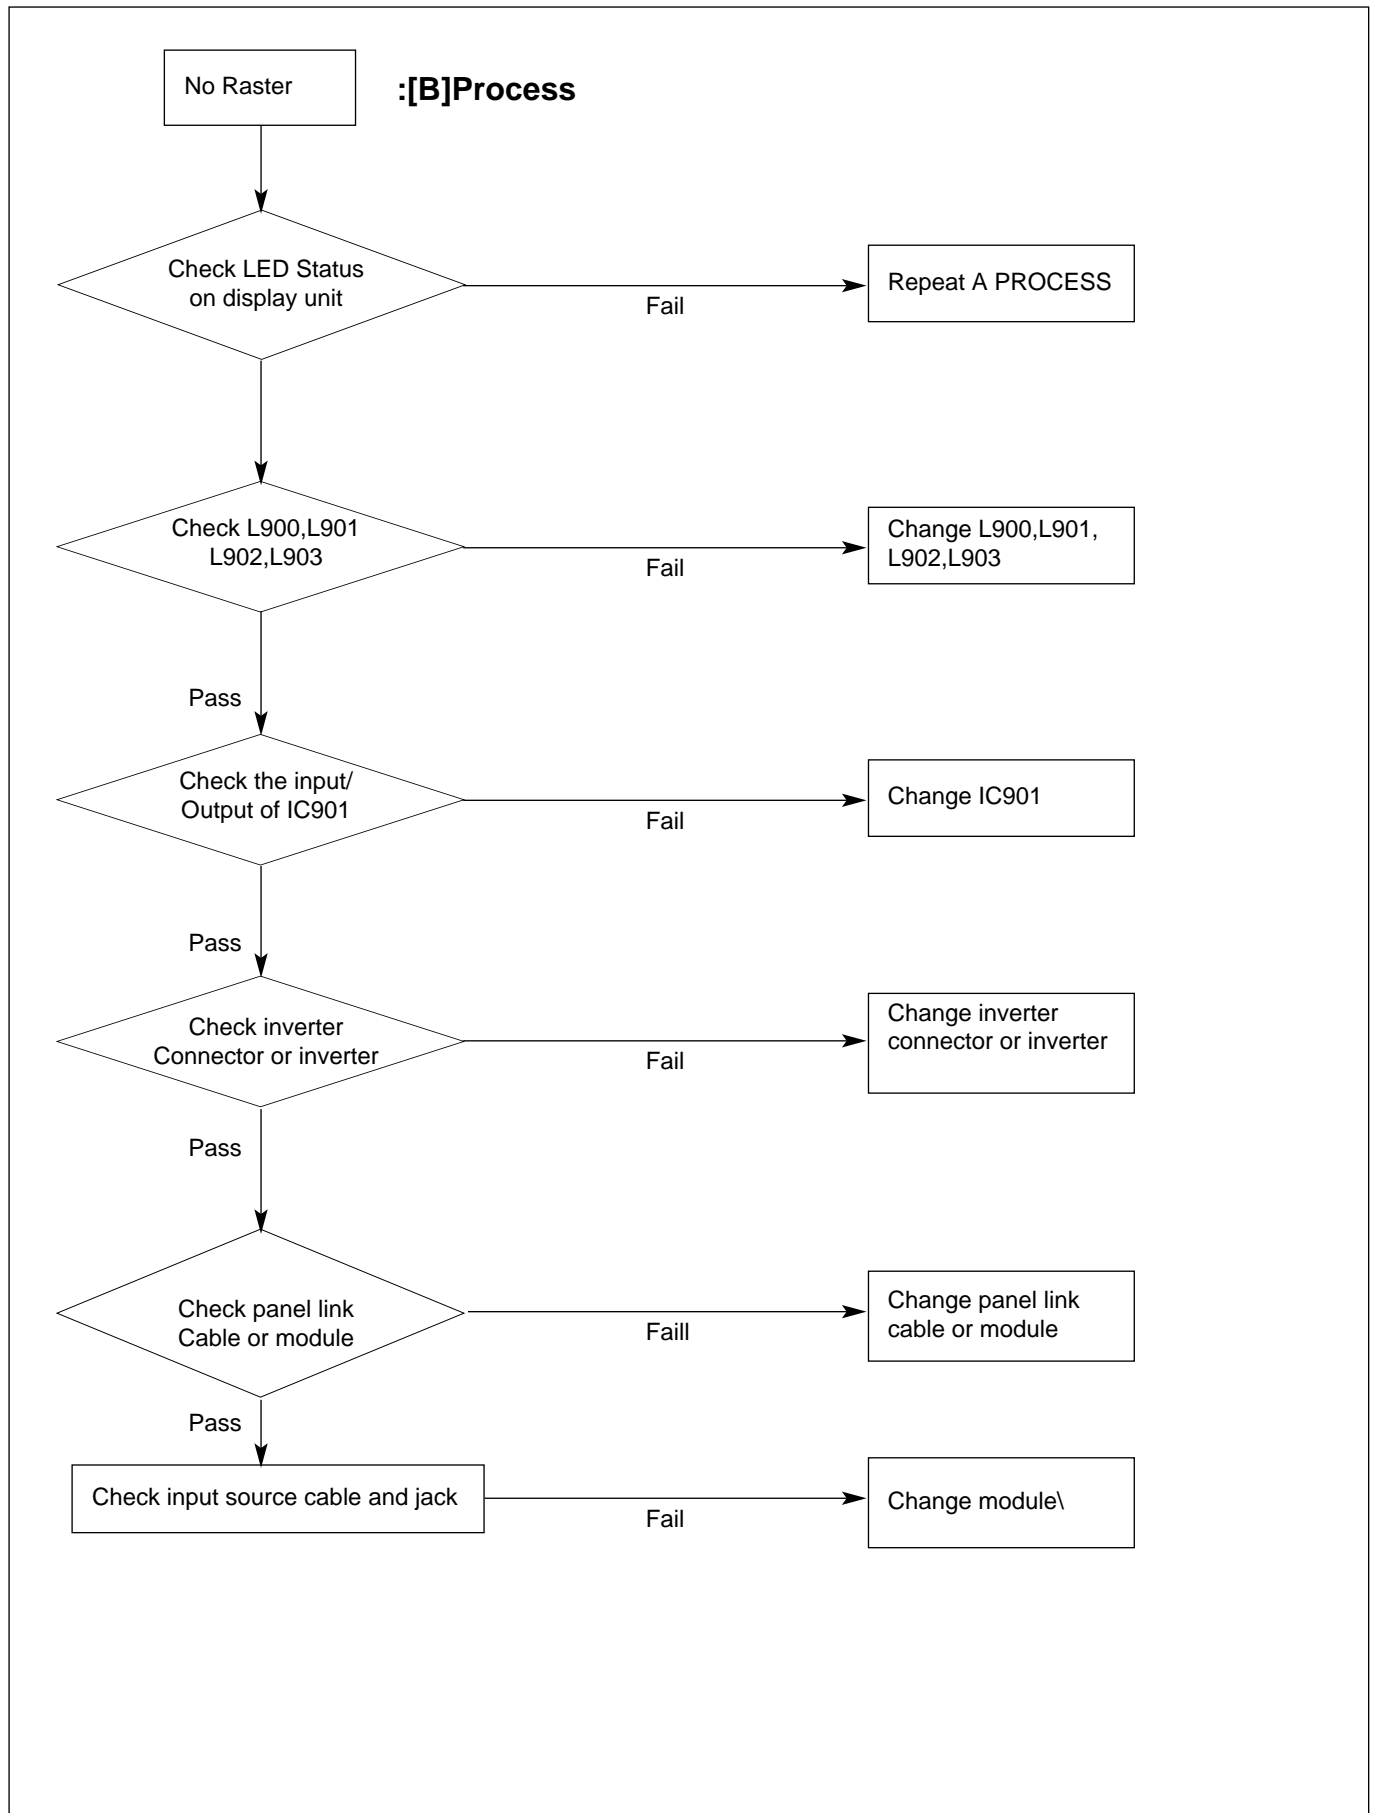 No Raster
:[B]Process
Check LED Status
on display unit
Fail
Repeat A PROCESS
Check L900,L901
L902,L903
Fail
Change L900,L901,
L902,L903
Pass
Check the input/
Output of IC901
Fail
Change IC901
Pass
Check inverter
Connector or inverter
Fail
Change inverter
connector or inverter
Pass
Check panel link
Cable or module
Faill
Change panel link
cable or module
Pass
Check input source cable and jack
Fail
Change module\